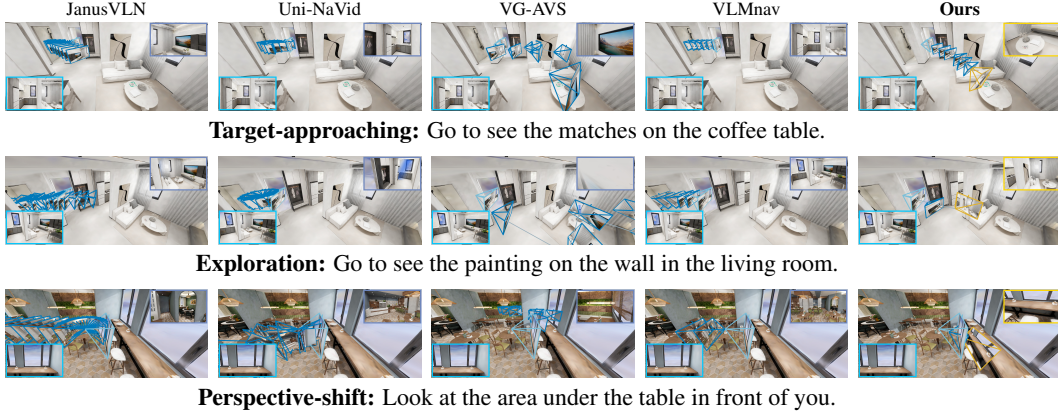 JanusVLN Uni-NaVid VG-AVS VLMnav Ours
Target-approaching: Go to see the matches on the coffee table.
Exploration: Go to see the painting on the wall in the living room.
Perspective-shift: Look at the area under the table in front of you.